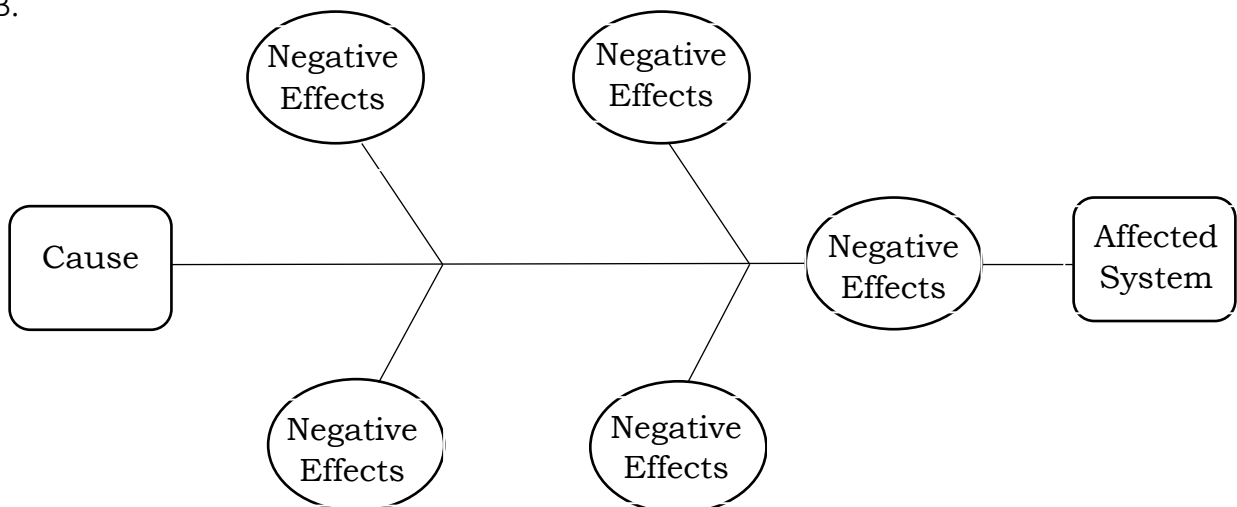 3.
Negative
Effects
Negative
Effects
Cause
Negative
Effects
Affected
System
Negative
Effects
Negative
Effects